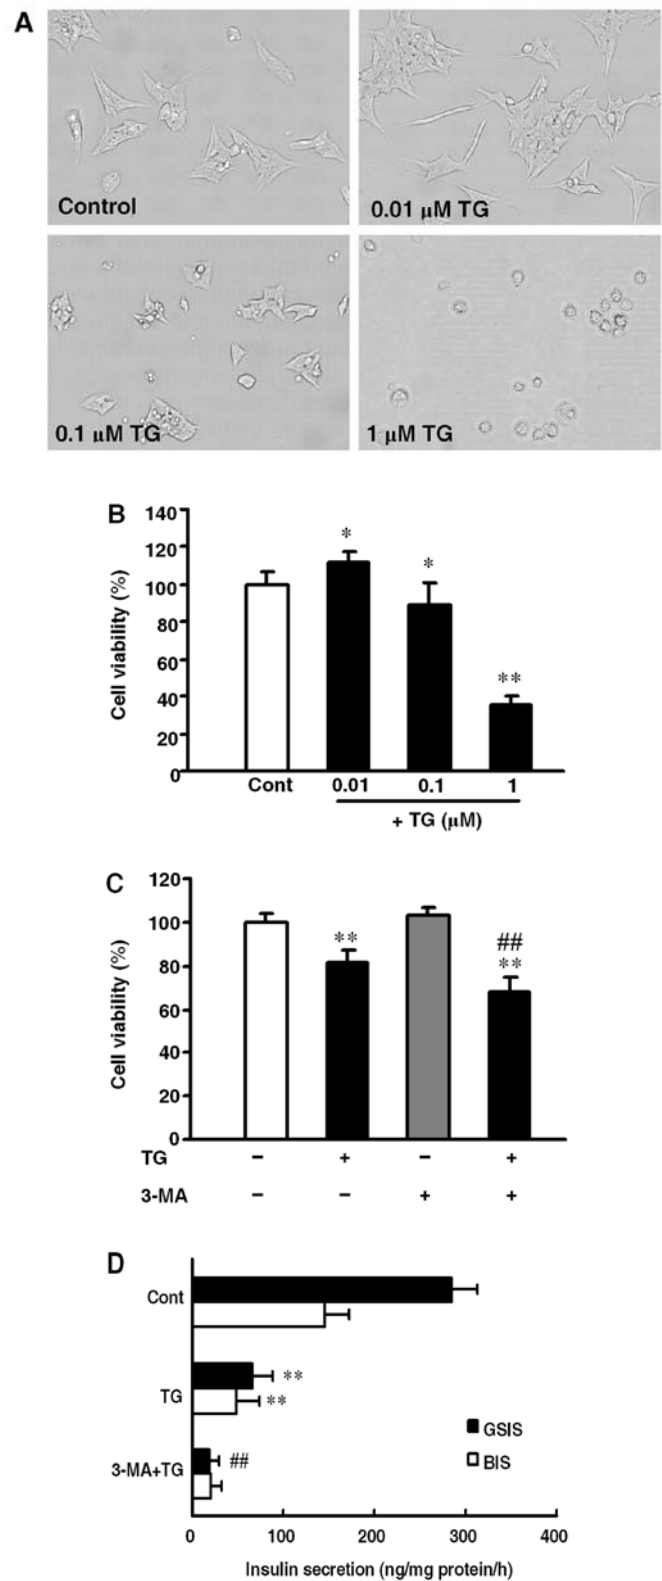 A
Control
0.01 µM TG
0.1 µM TG
1 µM TG
B
140
120
100
80
60
40
20
0
Cell viability (%)
*
*
**
Cont
0.01
0.1
1
+ TG (µM)
C
120
100
80
60
40
20
0
Cell viability (%)
**
##
**
TG − + − +
3-MA − − + +
D
Cont
TG
3-MA+TG
**
**
##
GSIS
BIS
0 100 200 300 400
Insulin secretion (ng/mg protein/h)